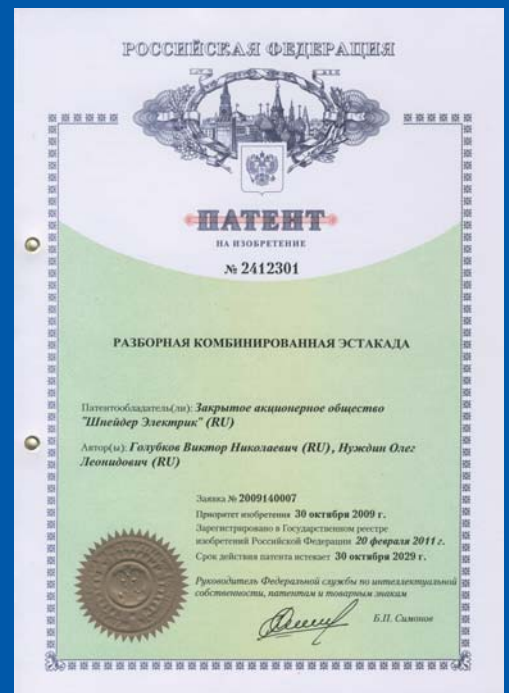 РОССИЙСКАЯ ФЕДЕРАЦИЯ
ПАТЕНТ
НА ИЗОБРЕТЕНИЕ
№ 2412301
РАЗБОРНАЯ КОМБИНИРОВАННАЯ ЭСТАКАДА
Патентообладатель(ли): Закрытое акционерное общество
"Шнейдер Электрик" (RU)
Автор(ы): Голубков Виктор Николаевич (RU), Нуждин Олег
Леонидович (RU)
Заявка № 2009140007
Приоритет изобретения 30 октября 2009 г.
Зарегистрировано в Государственном реестре
изобретений Российской Федерации 20 февраля 2011 г.
Срок действия патента истекает 30 октября 2029 г.
Руководитель Федеральной службы по интеллектуальной
собственности, патентам и товарным знакам
Б.П. Симонов